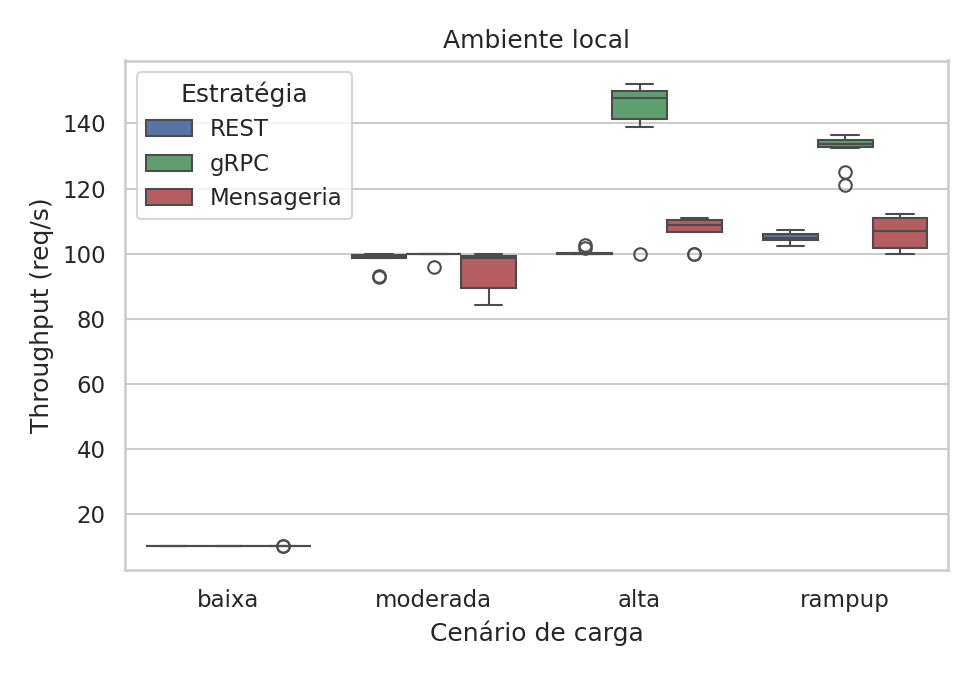 Ambiente local
Estratégia
REST
gRPC
Mensageria
Throughput (req/s)
140
120
100
80
60
40
20
baixa moderada alta rampup
Cenário de carga